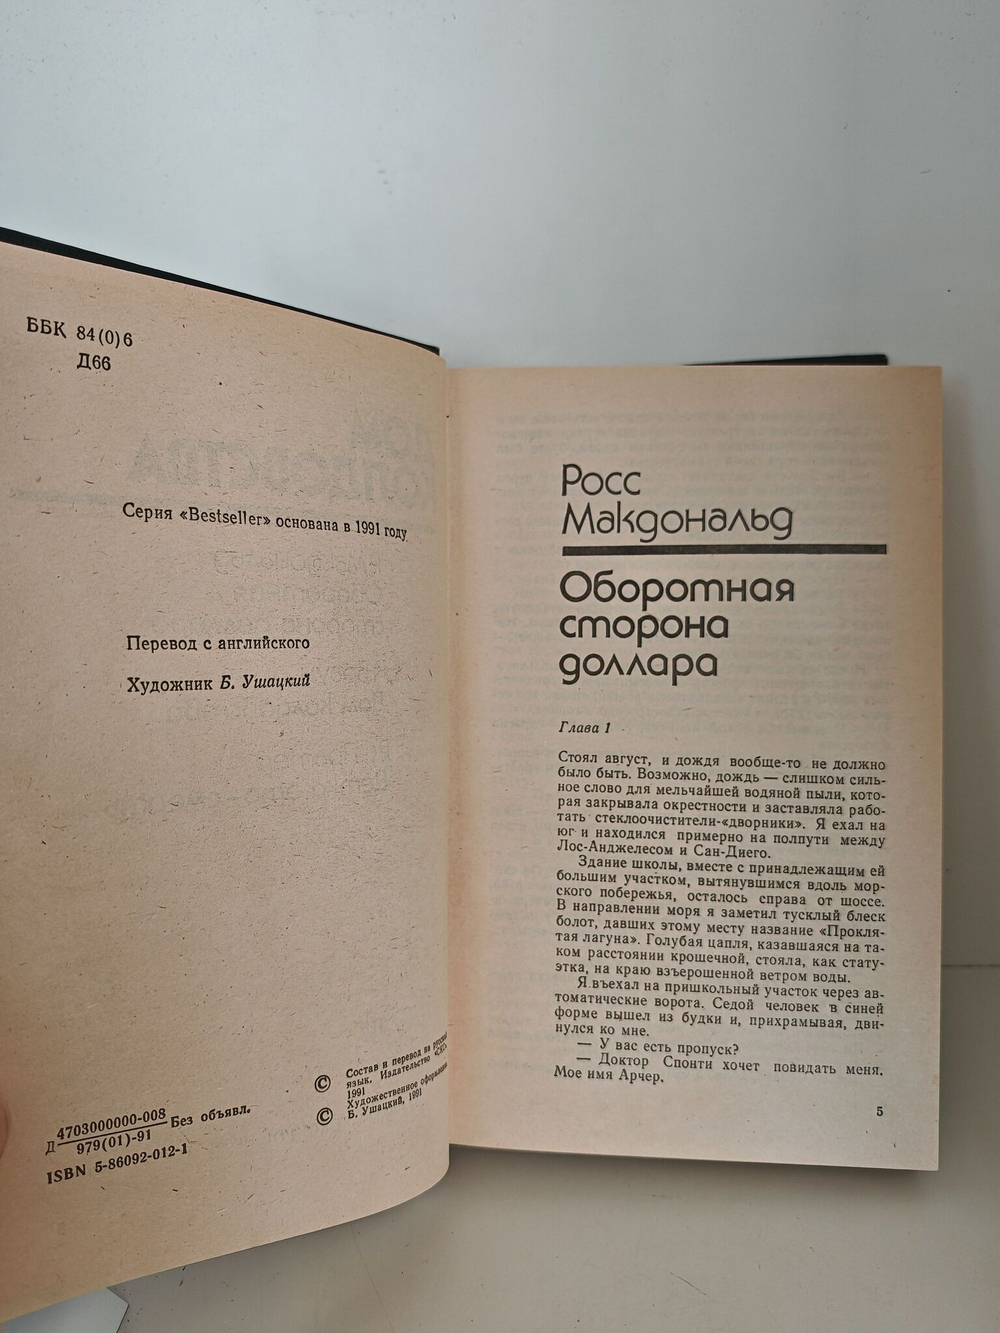 ББК 84(0)6
Д66
Серия «Bestseller» основана в 1991 году
Перевод с английского
Художник Б. Ушацкий
© Состав и перевод на русский
язык. Издательство
1991
© Художественное оформление
Б. Ушацкий, 1991
Д 4703000000-008 Без объявл.
979(01)-91
ISBN 5-86092-012-1
Росс
Макдональд
Оборотная
сторона
доллара
Глава 1
Стоял август, и дождя вообще-то не должно
было быть. Возможно, дождь — слишком силь-
ное слово для мельчайшей водяной пыли, кото-
рая закрывала окрестности и заставляла рабо-
тать стеклоочистители-«дворники». Я ехал на
юг и находился примерно на полпути между
Лос-Анджелесом и Сан-Диего.
Здание школы, вместе с принадлежащим ей
большим участком, вытянувшимся вдоль мор-
ского побережья, осталось справа от шоссе.
В направлении моря я заметил тусклый блеск
болот, давших этому месту название «Прокля-
тая лагуна». Голубая цапля, казавшаяся на та-
ком расстоянии крошечной, стояла, как стату-
этка, на краю взъерошенной ветром воды.
Я въехал на пришкольный участок через ав-
томатические ворота. Седой человек в синей
форме вышел из будки и, прихрамывая, дви-
нулся ко мне.
— У вас есть пропуск?
— Доктор Спонти хочет повидать меня.
Мое имя Арчер.
5